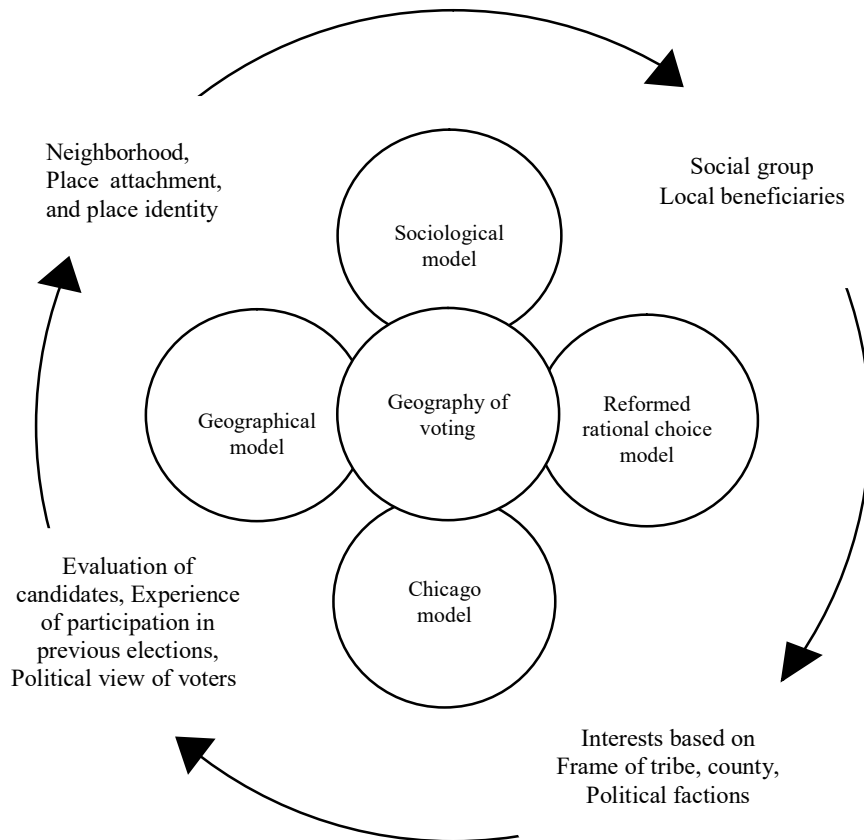 Neighborhood,
Place attachment,
and place identity
Social group
Local beneficiaries
Sociological
model
Geographical
model
Geography of
voting
Reformed
rational choice
model
Chicago
model
Evaluation of
candidates, Experience
of participation in
previous elections,
Political view of voters
Interests based on
Frame of tribe, county,
Political factions